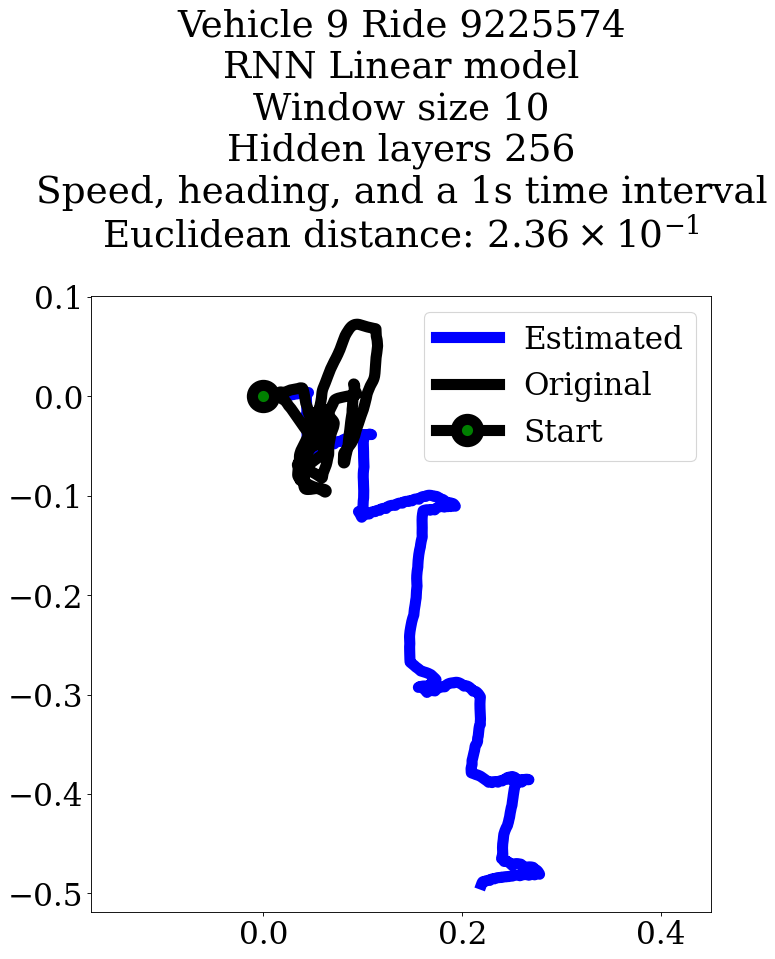 Vehicle 9 Ride 9225574
RNN Linear model
Window size 10
Hidden layers 256
Speed, heading, and a 1s time interval
Euclidean distance: 2.36 × 10⁻¹
Estimated
Original
Start
0.1
0.0
−0.1
−0.2
−0.3
−0.4
−0.5
0.0 0.2 0.4